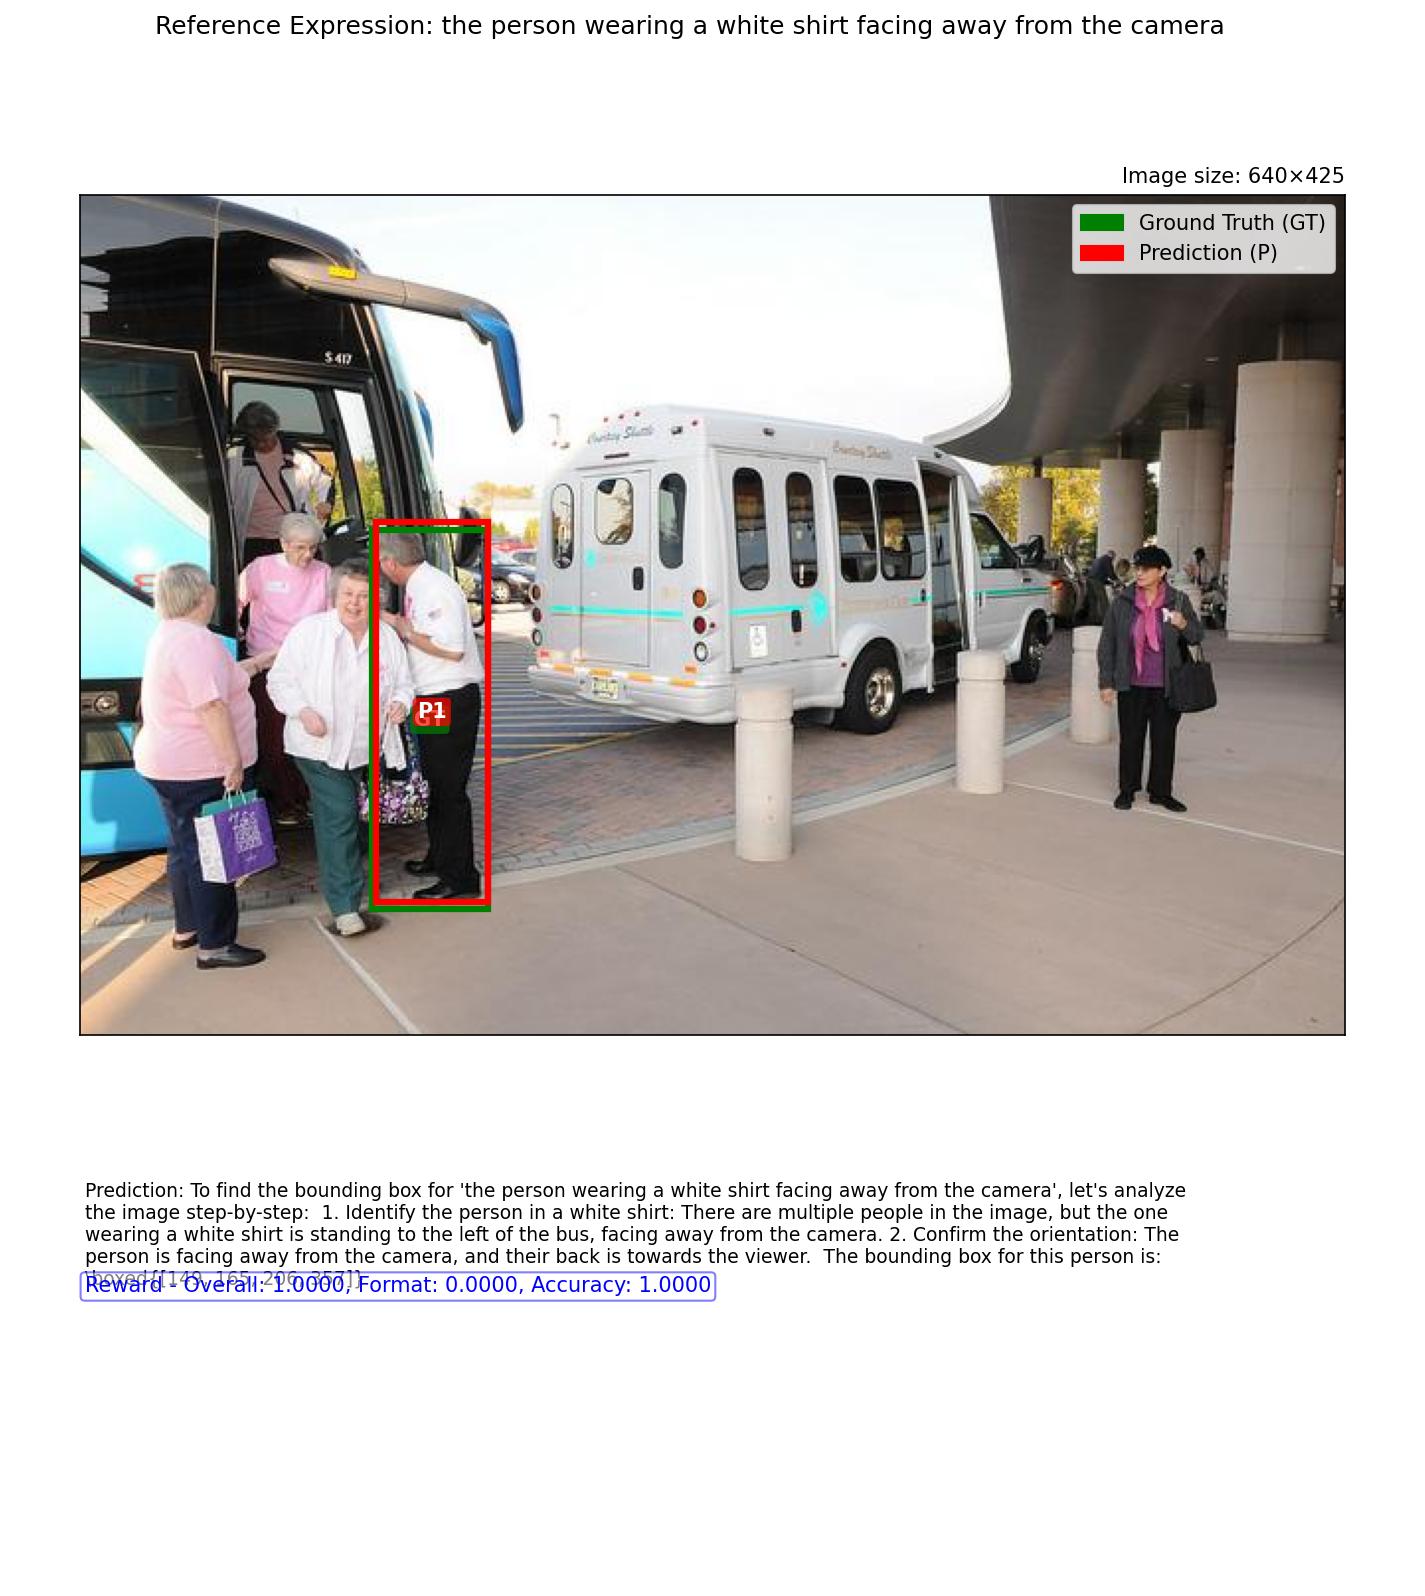 Reference Expression: the person wearing a white shirt facing away from the camera
Image size: 640×425
Ground Truth (GT)
Prediction (P)
S 417
Courtesy Shuttle
Courtesy Shuttle
P1
GT
Prediction: To find the bounding box for 'the person wearing a white shirt facing away from the camera', let's analyze
the image step-by-step:  1. Identify the person in a white shirt: There are multiple people in the image, but the one
wearing a white shirt is standing to the left of the bus, facing away from the camera. 2. Confirm the orientation: The
person is facing away from the camera, and their back is towards the viewer.  The bounding box for this person is:
\boxed{[149, 165, 206, 357]}
Reward - Overall: 1.0000, Format: 0.0000, Accuracy: 1.0000